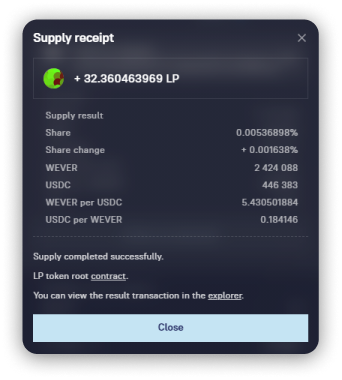 Supply receipt
+ 32.360463969 LP
Supply result
Share 0.00536898%
Share change + 0.001638%
WEVER 2 424 088
USDC 446 383
WEVER per USDC 5.430501884
USDC per WEVER 0.184146
Supply completed successfully.
LP token root contract.
You can view the result transaction in the explorer.
Close